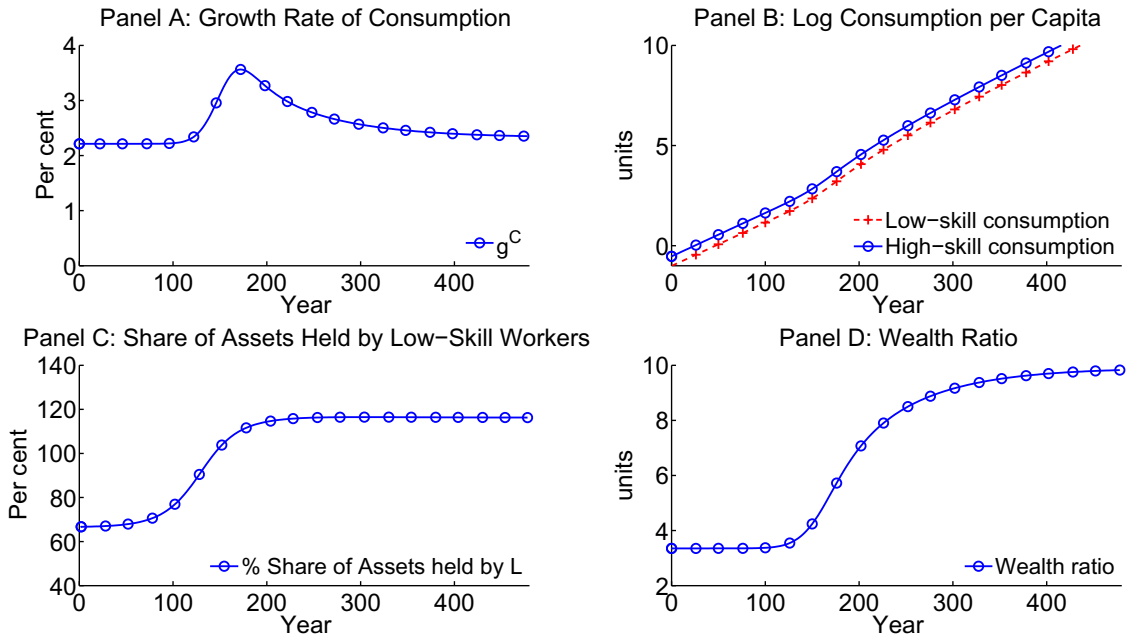 Panel A: Growth Rate of Consumption
4
3
2
1
0
Per cent
0 100 200 300 400
Year
g^C
Panel B: Log Consumption per Capita
10
5
0
units
0 100 200 300 400
Year
Low−skill consumption
High−skill consumption
Panel C: Share of Assets Held by Low−Skill Workers
140
120
100
80
60
40
Per cent
0 100 200 300 400
Year
% Share of Assets held by L
Panel D: Wealth Ratio
10
8
6
4
2
units
0 100 200 300 400
Year
Wealth ratio